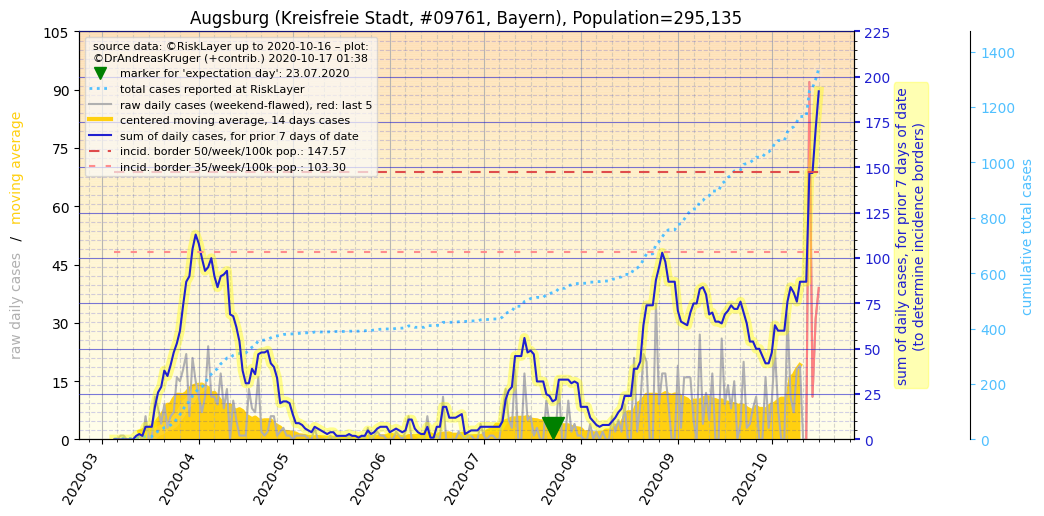 Augsburg (Kreisfreie Stadt, #09761, Bayern), Population=295,135
source data: ©RiskLayer up to 2020-10-16 – plot:
©DrAndreasKruger (+contrib.) 2020-10-17 01:38
marker for 'expectation day': 23.07.2020
total cases reported at RiskLayer
raw daily cases (weekend-flawed), red: last 5
centered moving average, 14 days cases
sum of daily cases, for prior 7 days of date
incid. border 50/week/100k pop.: 147.57
incid. border 35/week/100k pop.: 103.30
raw daily cases / moving average
105
90
75
60
45
30
15
0
2020-03
2020-04
2020-05
2020-06
2020-07
2020-08
2020-09
2020-10
225
200
175
150
125
100
75
50
25
0
sum of daily cases, for prior 7 days of date
(to determine incidence borders)
1400
1200
1000
800
600
400
200
0
cumulative total cases